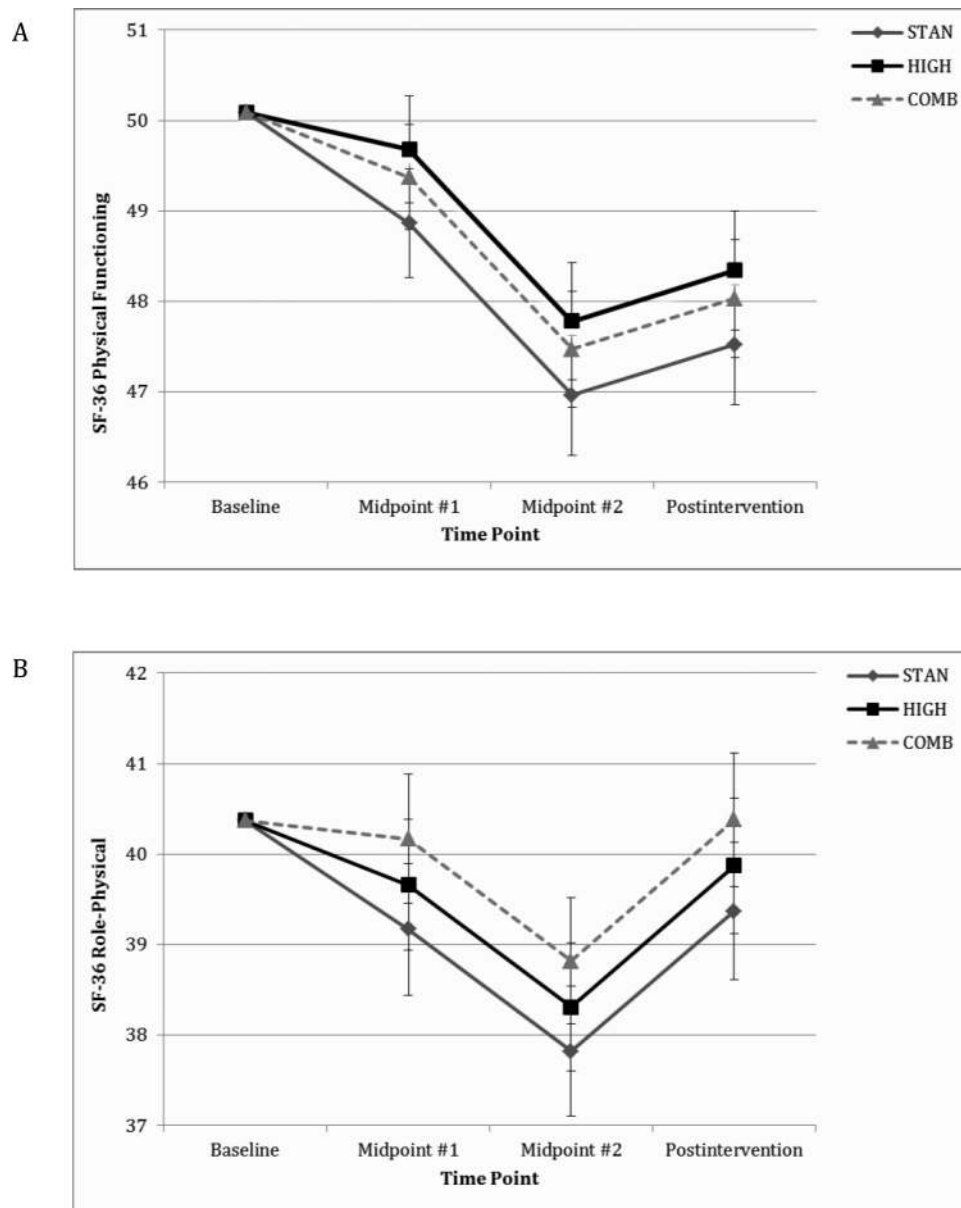 A
51
50
49
48
47
46
SF-36 Physical Functioning
Baseline
Midpoint #1
Midpoint #2
Postintervention
Time Point
STAN
HIGH
COMB
B
42
41
40
39
38
37
SF-36 Role-Physical
Baseline
Midpoint #1
Midpoint #2
Postintervention
Time Point
STAN
HIGH
COMB